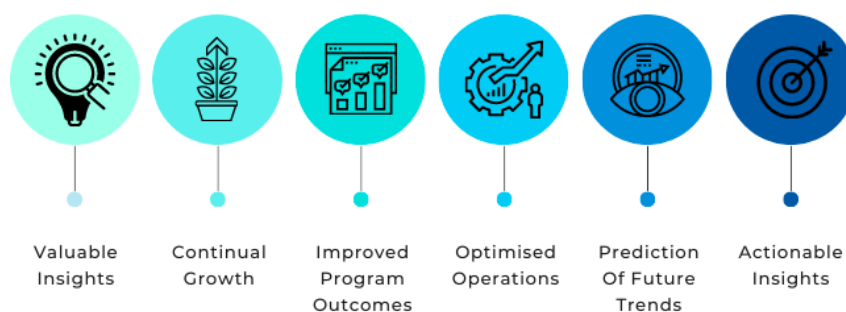 Valuable
Insights
Continual
Growth
Improved
Program
Outcomes
Optimised
Operations
Prediction
Of Future
Trends
Actionable
Insights